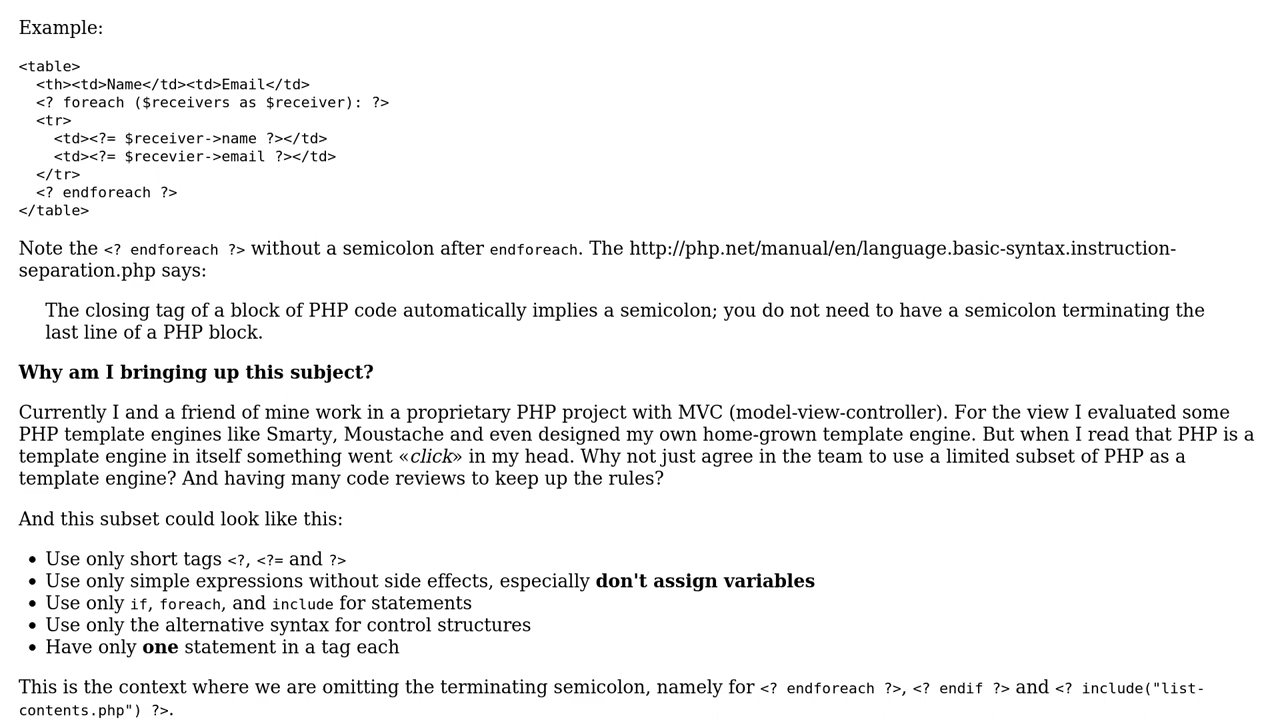 Example:
<table>
  <th><td>Name</td><td>Email</td>
  <? foreach ($receivers as $receiver): ?>
  <tr>
    <td><?= $receiver->name ?></td>
    <td><?= $recevier->email ?></td>
  </tr>
  <? endforeach ?>
</table>
Note the <? endforeach ?> without a semicolon after endforeach. The http://php.net/manual/en/language.basic-syntax.instruction-
separation.php says:
The closing tag of a block of PHP code automatically implies a semicolon; you do not need to have a semicolon terminating the
last line of a PHP block.
Why am I bringing up this subject?
Currently I and a friend of mine work in a proprietary PHP project with MVC (model-view-controller). For the view I evaluated some
PHP template engines like Smarty, Moustache and even designed my own home-grown template engine. But when I read that PHP is a
template engine in itself something went «click» in my head. Why not just agree in the team to use a limited subset of PHP as a
template engine? And having many code reviews to keep up the rules?
And this subset could look like this:
• Use only short tags <?, <?= and ?>
• Use only simple expressions without side effects, especially don't assign variables
• Use only if, foreach, and include for statements
• Use only the alternative syntax for control structures
• Have only one statement in a tag each
This is the context where we are omitting the terminating semicolon, namely for <? endforeach ?>, <? endif ?> and <? include("list-
contents.php") ?>.